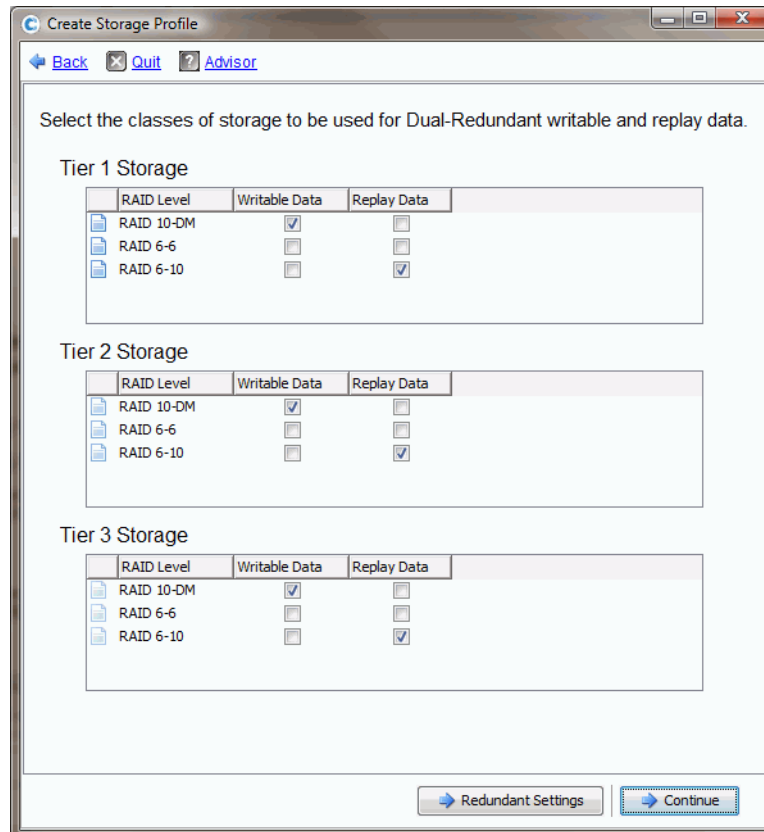 Create Storage Profile
Back Quit ? Advisor
Select the classes of storage to be used for Dual-Redundant writable and replay data.
Tier 1 Storage
RAID Level Writable Data Replay Data
RAID 10-DM
RAID 6-6
RAID 6-10
Tier 2 Storage
RAID Level Writable Data Replay Data
RAID 10-DM
RAID 6-6
RAID 6-10
Tier 3 Storage
RAID Level Writable Data Replay Data
RAID 10-DM
RAID 6-6
RAID 6-10
Redundant Settings Continue